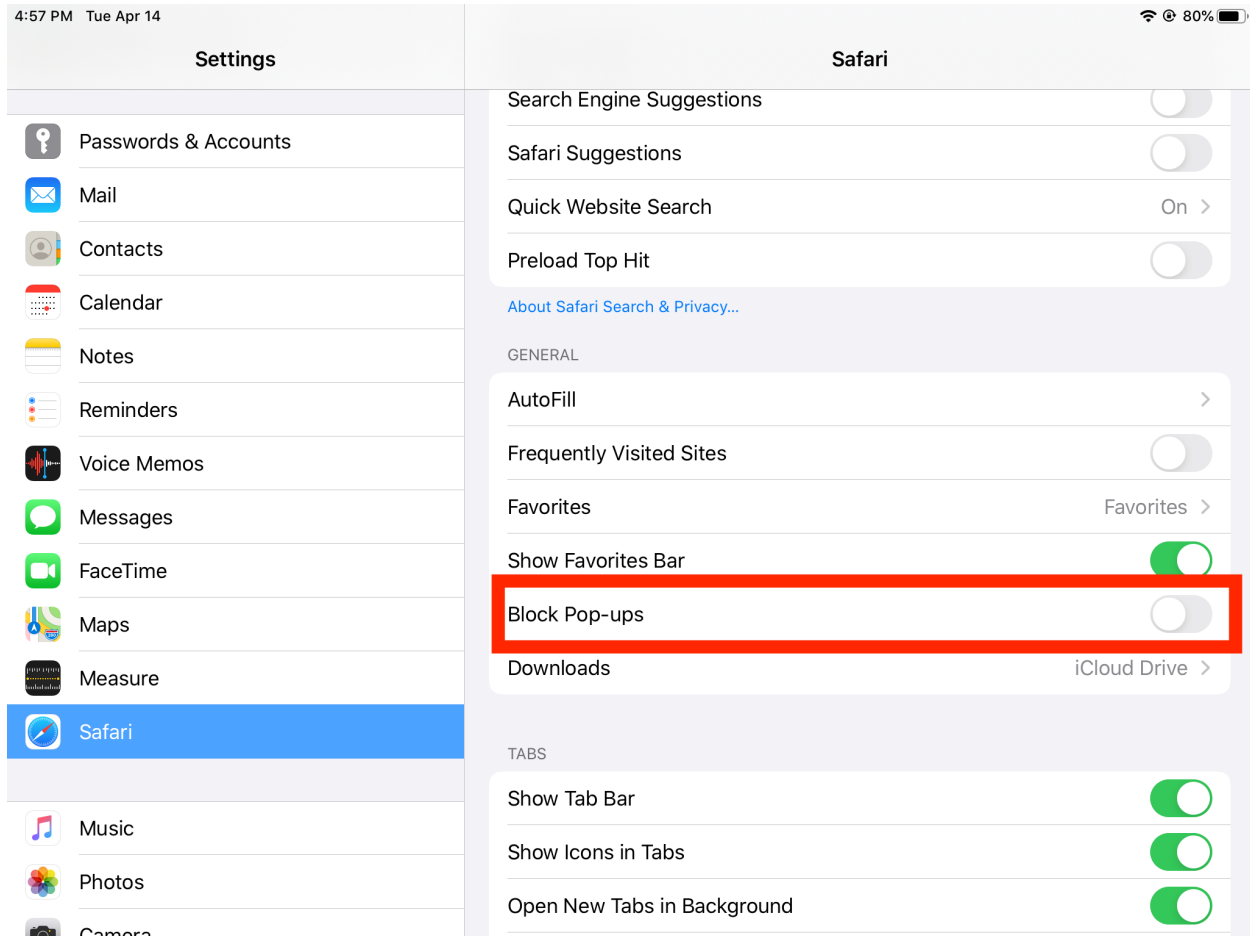 4:57 PM Tue Apr 14
80%
Settings
Safari
Passwords & Accounts
Mail
Contacts
Calendar
Notes
Reminders
Voice Memos
Messages
FaceTime
Maps
Measure
Safari
Music
Photos
Camera
Search Engine Suggestions
Safari Suggestions
Quick Website Search On
Preload Top Hit
About Safari Search & Privacy...
GENERAL
AutoFill
Frequently Visited Sites
Favorites Favorites
Show Favorites Bar
Block Pop-ups
Downloads iCloud Drive
TABS
Show Tab Bar
Show Icons in Tabs
Open New Tabs in Background